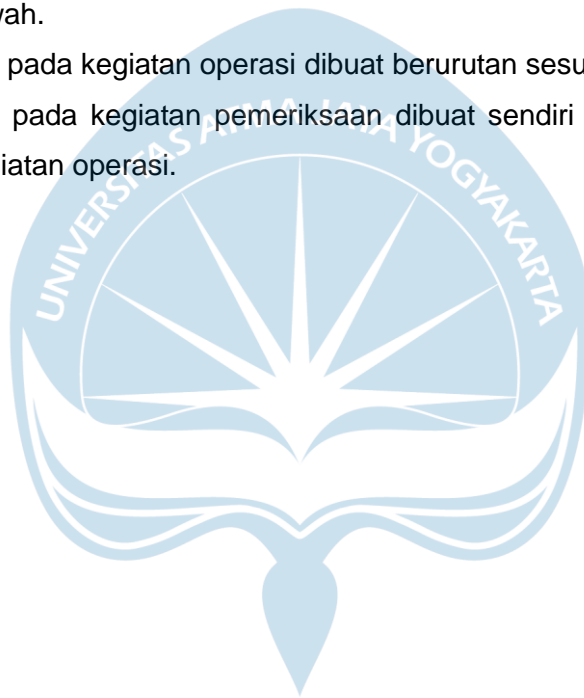 wah.
pada kegiatan operasi dibuat berurutan sesu
pada kegiatan pemeriksaan dibuat sendiri
iatan operasi.
UNIVERSITAS ATMA JAYA YOGYAKARTA